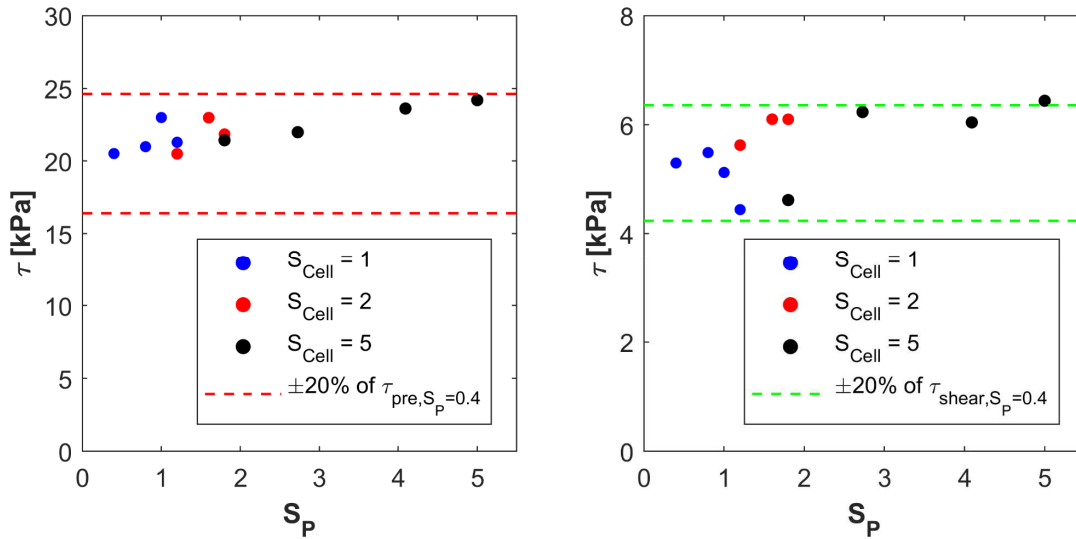 30
25
20
15
10
5
0
τ [kPa]
0 1 2 3 4 5
S_P
S_Cell = 1
S_Cell = 2
S_Cell = 5
±20% of τ_pre,S_P=0.4
8
6
4
2
0
τ [kPa]
0 1 2 3 4 5
S_P
S_Cell = 1
S_Cell = 2
S_Cell = 5
±20% of τ_shear,S_P=0.4